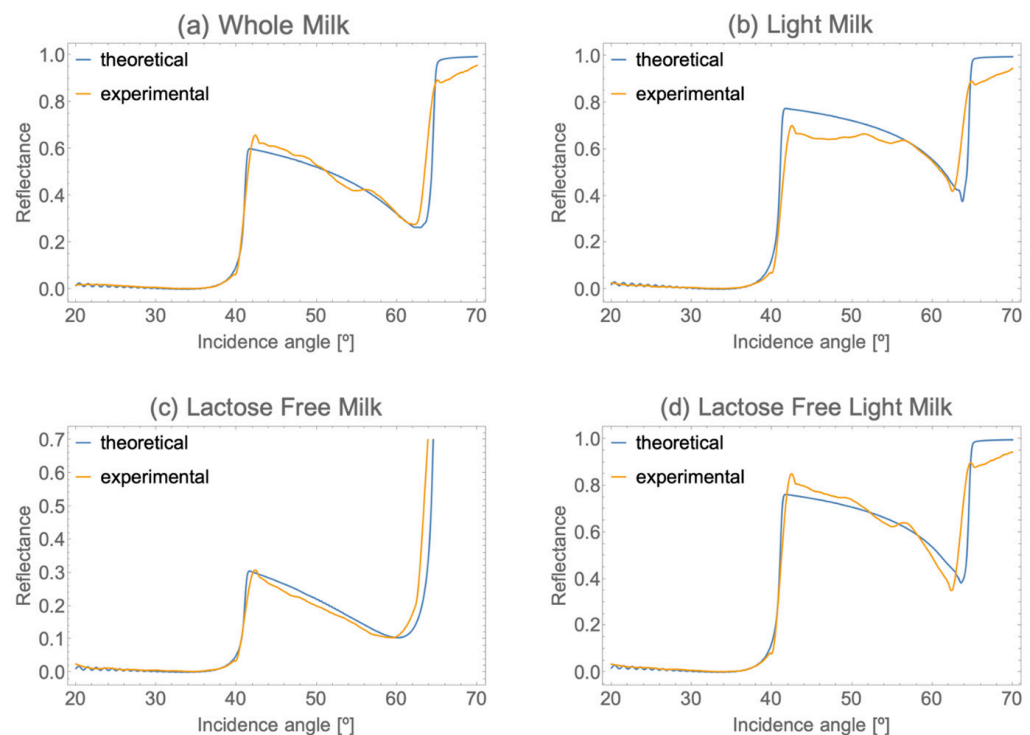 (a) Whole Milk
theoretical
experimental
1.0
0.8
0.6
0.4
0.2
0.0
Reflectance
20 30 40 50 60 70
Incidence angle [º]
(b) Light Milk
theoretical
experimental
1.0
0.8
0.6
0.4
0.2
0.0
Reflectance
20 30 40 50 60 70
Incidence angle [º]
(c) Lactose Free Milk
theoretical
experimental
0.7
0.6
0.5
0.4
0.3
0.1
0.1
0.0
Reflectance
20 30 40 50 60 70
Incidence angle [º]
(d) Lactose Free Light Milk
theoretical
experimental
1.0
0.8
0.6
0.4
0.2
0.0
Reflectance
20 30 40 50 60 70
Incidence angle [º]